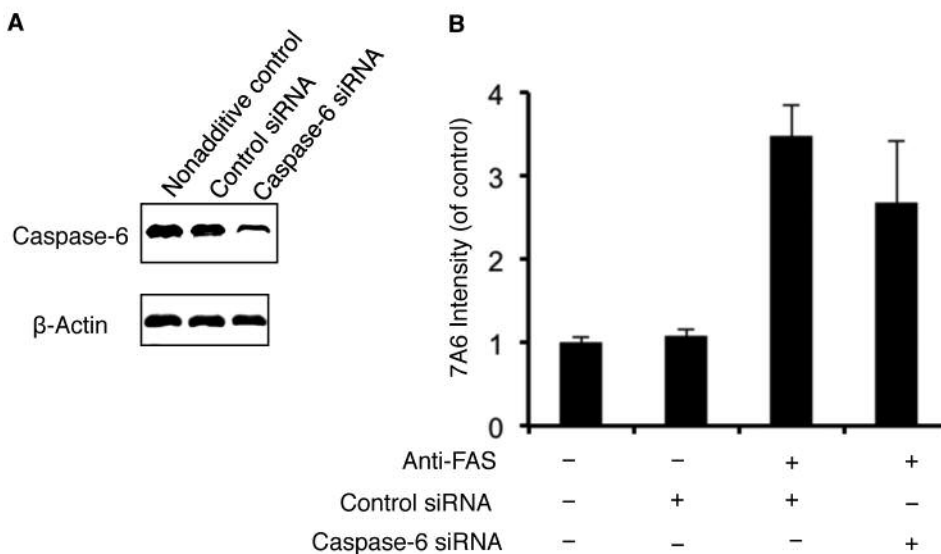 A
Nonadditive control
Control siRNA
Caspase-6 siRNA
Caspase-6
β-Actin
B
7A6 Intensity (of control)
4
3
2
1
0
Anti-FAS – – + +
Control siRNA – + + –
Caspase-6 siRNA – – – +